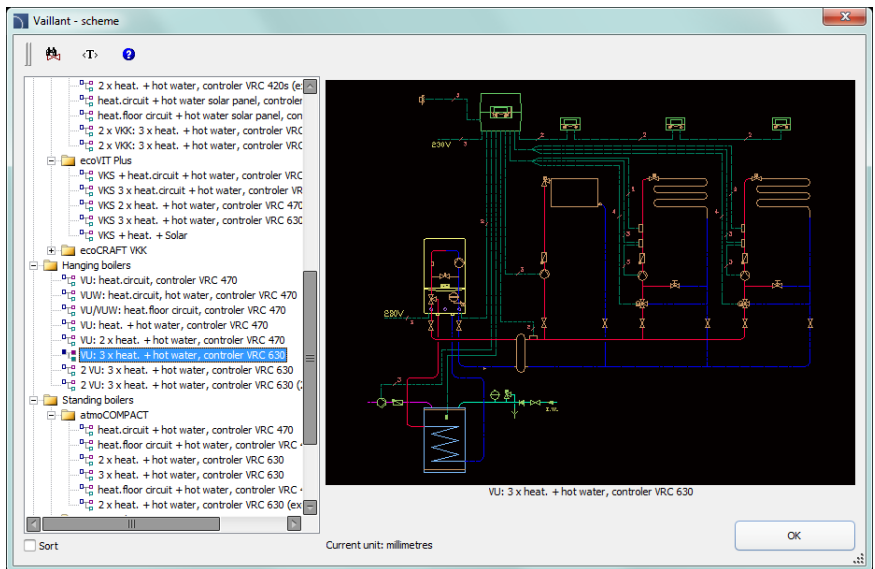 Vaillant - scheme
‹T›
2 x heat. + hot water, controler VRC 420s (e:
heat.circuit + hot water solar panel, controler
heat.floor circuit + hot water solar panel, con
2 x VKK: 3 x heat. + hot water, controler VRC
2 x VKK: 3 x heat. + hot water, controler VRC
ecoVIT Plus
VKS + heat.circuit + hot water, controler VRC
VKS 3 x heat.circuit + hot water, controler VR
VKS 2 x heat. + hot water, controler VRC 470
VKS 3 x heat. + hot water, controler VRC 630
VKS + heat. + Solar
ecoCRAFT VKK
Hanging boilers
VU: heat.circuit, controler VRC 470
VUW: heat.circuit, hot water, controler VRC 470
VU/VUW: heat.floor circuit, controler VRC 470
VU: heat. + hot water, controler VRC 470
VU: 2 x heat. + hot water, controler VRC 470
VU: 3 x heat. + hot water, controler VRC 630
2 VU: 3 x heat. + hot water, controler VRC 630
2 VU: 3 x heat. + hot water, controler VRC 630 (2
Standing boilers
atmoCOMPACT
heat.circuit + hot water, controler VRC 470
heat.floor circuit + hot water, controler VRC
2 x heat. + hot water, controler VRC 630
3 x heat. + hot water, controler VRC 630
heat.floor circuit + hot water, controler VRC
2 x heat. + hot water, controler VRC 630 (ex
Sort
230V
230V
z.w.
VU: 3 x heat. + hot water, controler VRC 630
Current unit: millimetres
OK